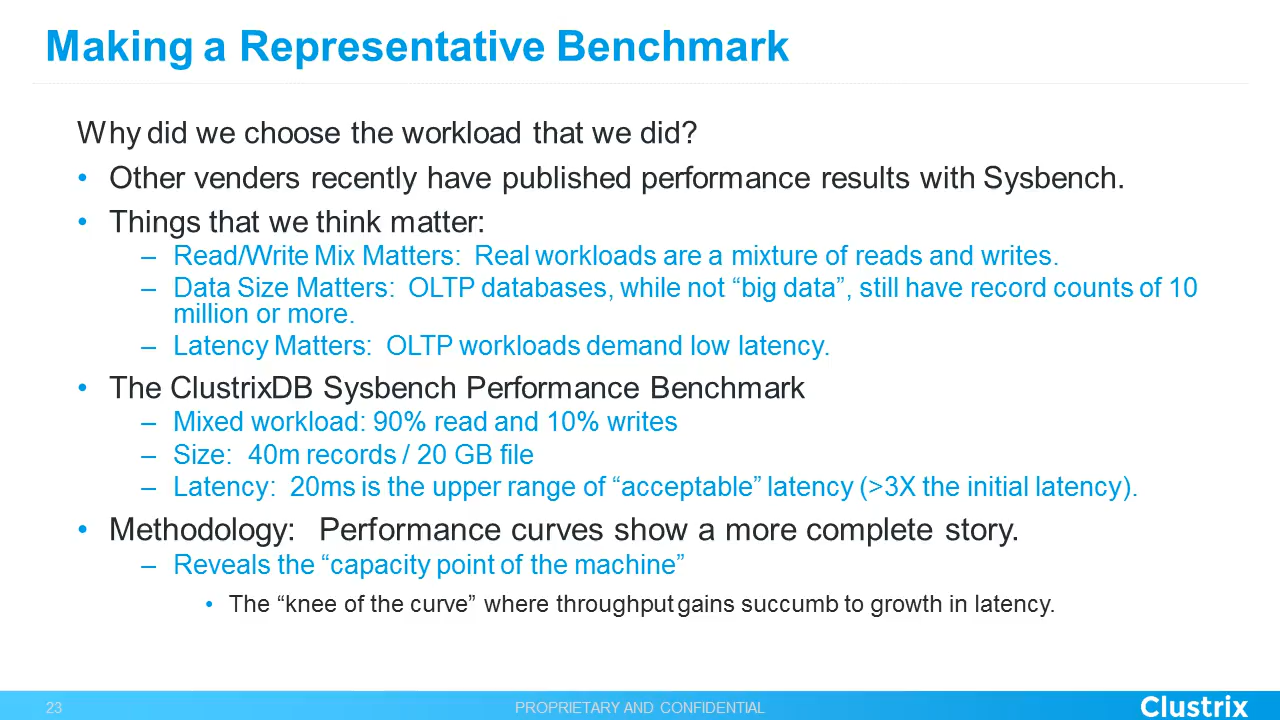 Making a Representative Benchmark
Why did we choose the workload that we did?
• Other venders recently have published performance results with Sysbench.
• Things that we think matter:
– Read/Write Mix Matters: Real workloads are a mixture of reads and writes.
– Data Size Matters: OLTP databases, while not “big data”, still have record counts of 10
million or more.
– Latency Matters: OLTP workloads demand low latency.
• The ClustrixDB Sysbench Performance Benchmark
– Mixed workload: 90% read and 10% writes
– Size: 40m records / 20 GB file
– Latency: 20ms is the upper range of “acceptable” latency (>3X the initial latency).
• Methodology: Performance curves show a more complete story.
– Reveals the “capacity point of the machine”
• The “knee of the curve” where throughput gains succumb to growth in latency.
23
PROPRIETARY AND CONFIDENTIAL
Clustrix